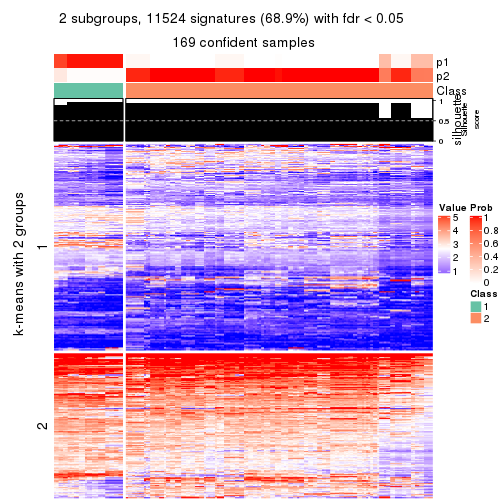 2 subgroups, 11524 signatures (68.9%) with fdr < 0.05
169 confident samples
p1
p2
Class
1
0.5
0
silhouette
Silhouette
score
k-means with 2 groups
1
2
Value
5
4
3
2
1
Prob
1
0.8
0.6
0.4
0.2
0
Class
1
2